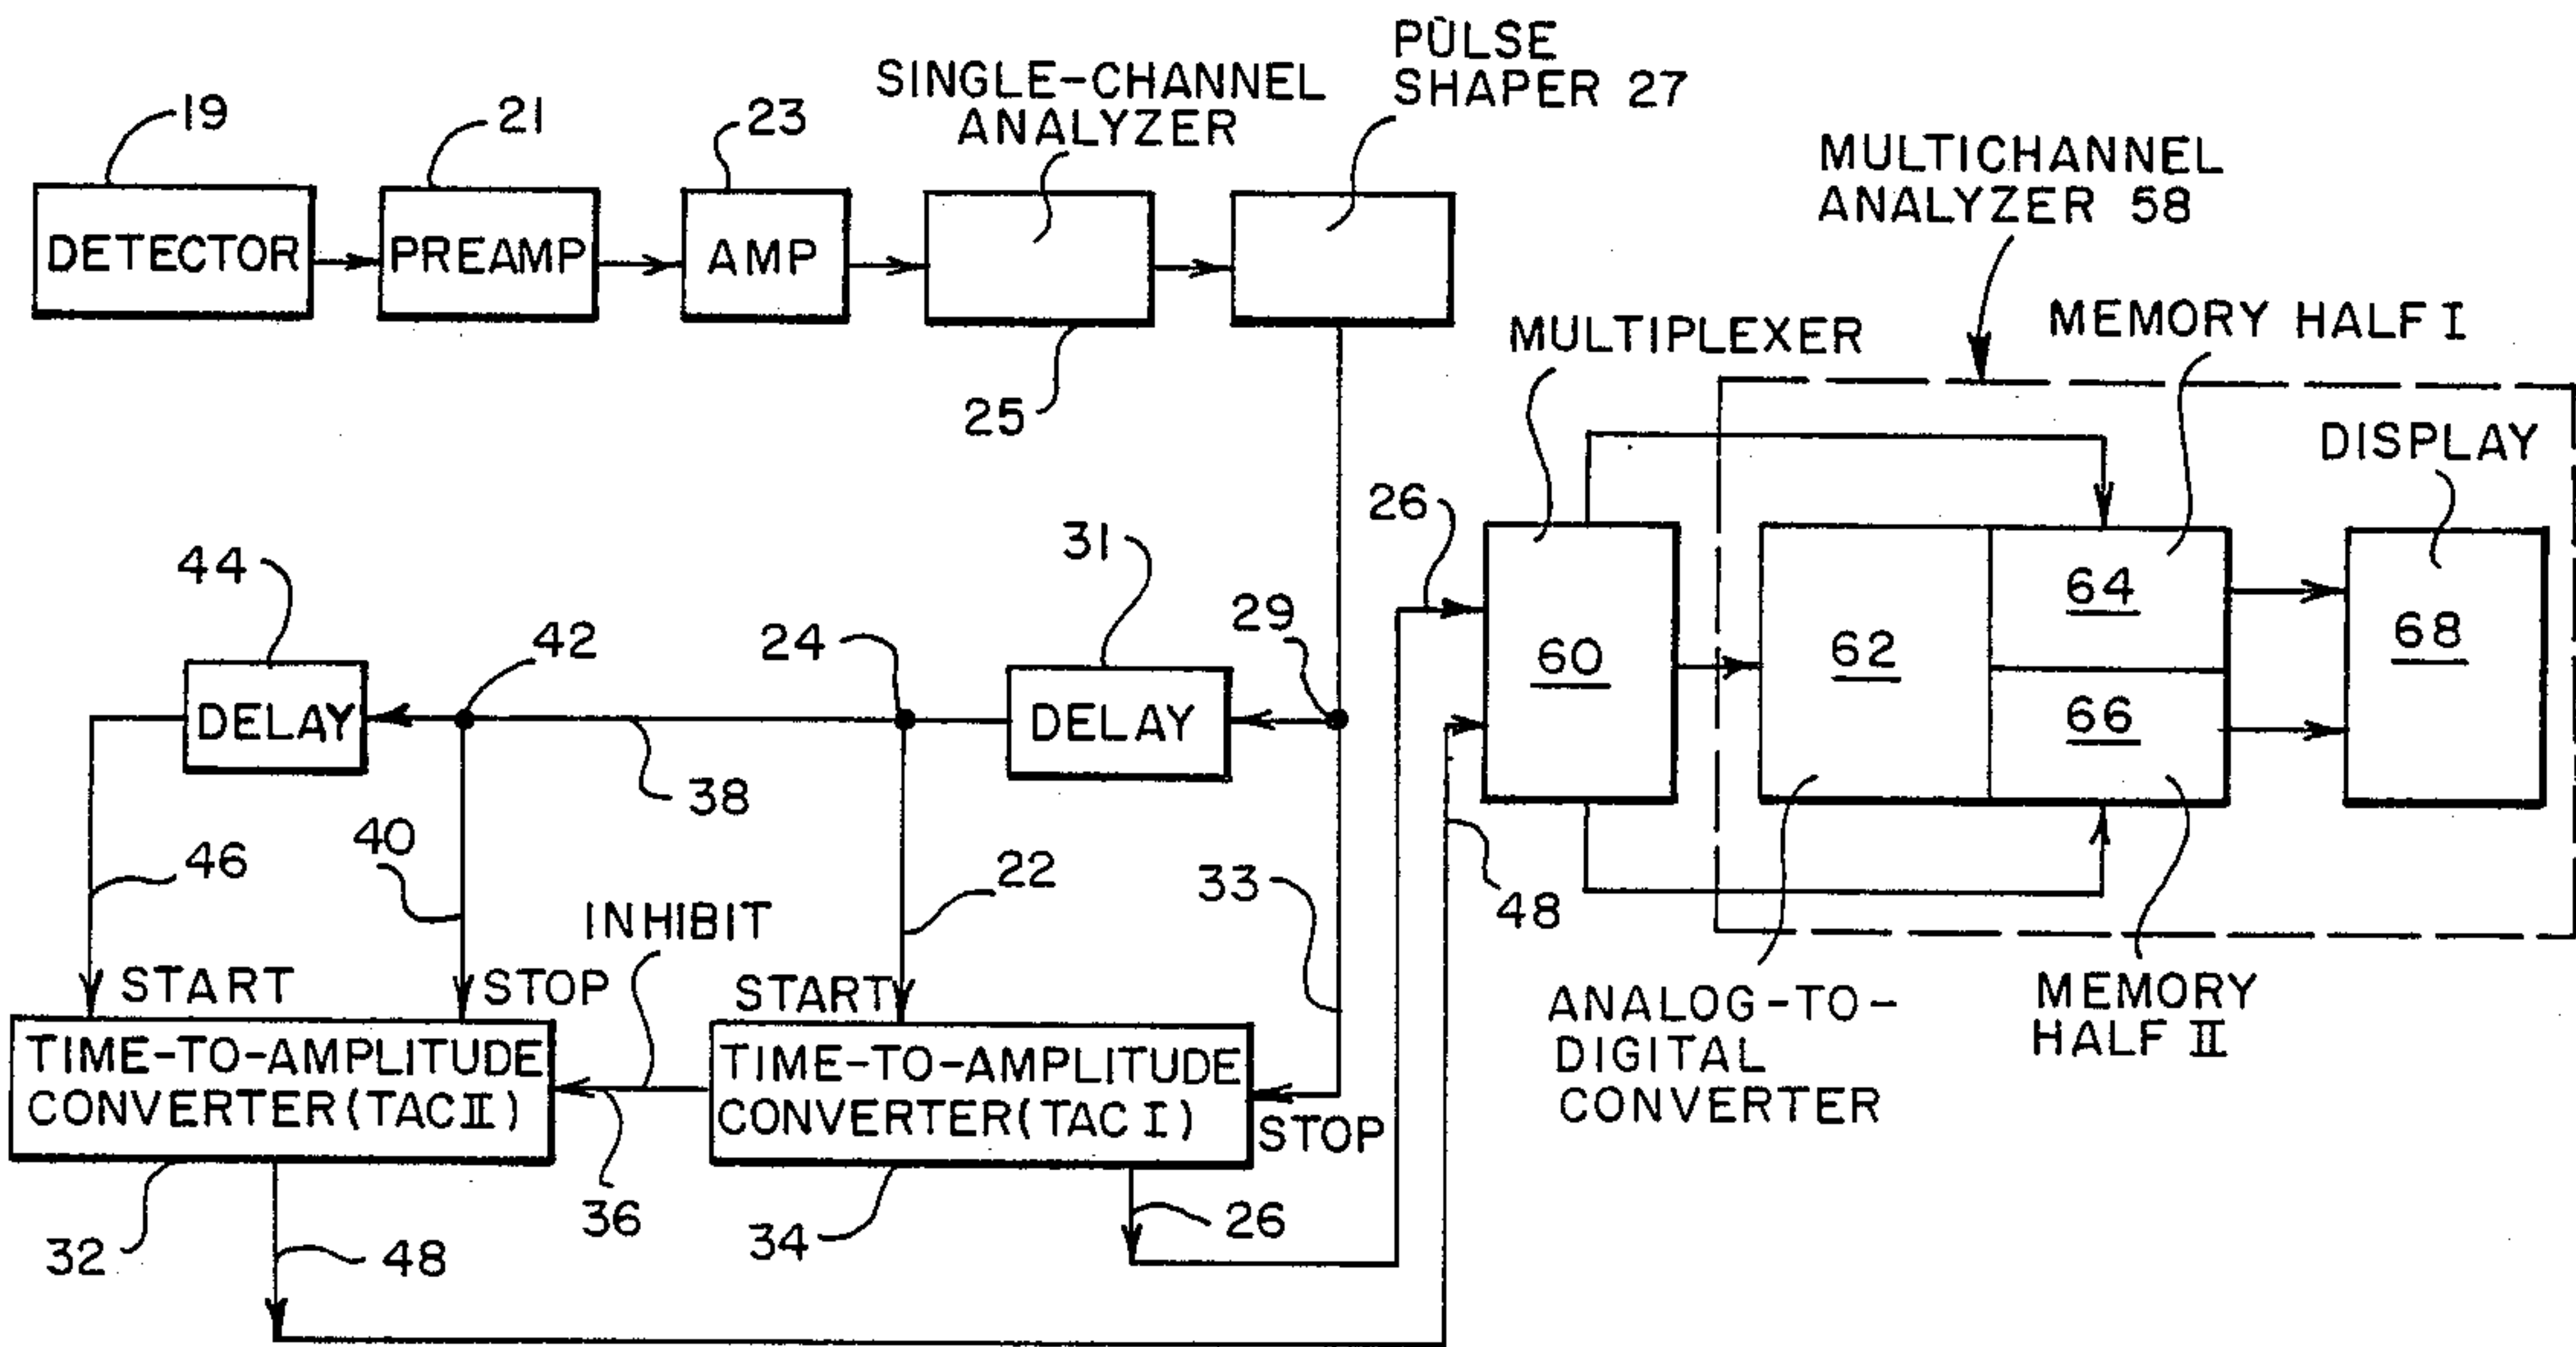 PULSE
SHAPER 27
SINGLE-CHANNEL
ANALYZER
19
21
23
MULTICHANNEL
ANALYZER 58
DETECTOR
PREAMP
AMP
25
MULTIPLEXER
MEMORY HALF I
DISPLAY
26
31
44
42
24
29
DELAY
DELAY
38
60
62
64
66
68
46
40
22
33
48
INHIBIT
START
STOP
START
STOP
TIME-TO-AMPLITUDE
CONVERTER (TAC II)
TIME-TO-AMPLITUDE
CONVERTER (TAC I)
ANALOG-TO-
DIGITAL
CONVERTER
MEMORY
HALF II
32
48
36
34
26